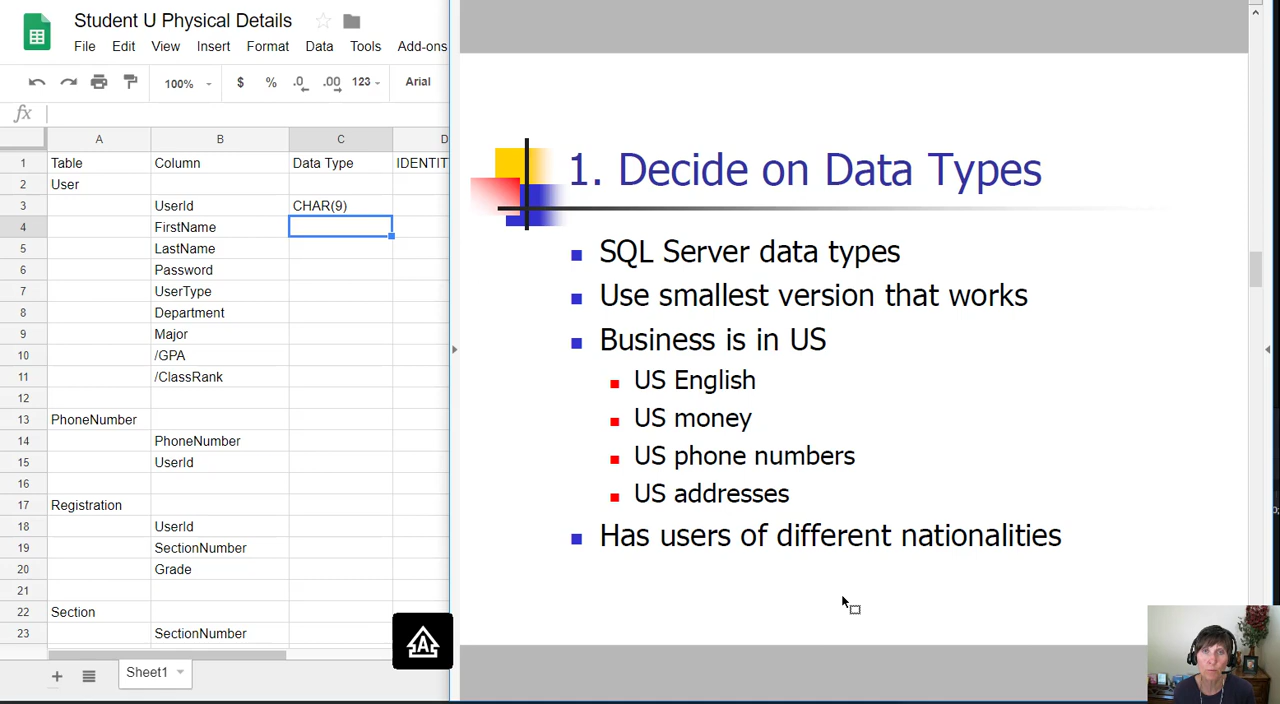 Student U Physical Details
File Edit View Insert Format Data Tools Add-ons
100% $ % .0 .00 123 Arial
fx
A B C D
1 Table Column Data Type IDENTIT
2 User
3 UserId CHAR(9)
4 FirstName
5 LastName
6 Password
7 UserType
8 Department
9 Major
10 /GPA
11 /ClassRank
12
13 PhoneNumber
14 PhoneNumber
15 UserId
16
17 Registration
18 UserId
19 SectionNumber
20 Grade
21
22 Section
23 SectionNumber
A
+ Sheet1
1. Decide on Data Types
SQL Server data types
Use smallest version that works
Business is in US
US English
US money
US phone numbers
US addresses
Has users of different nationalities